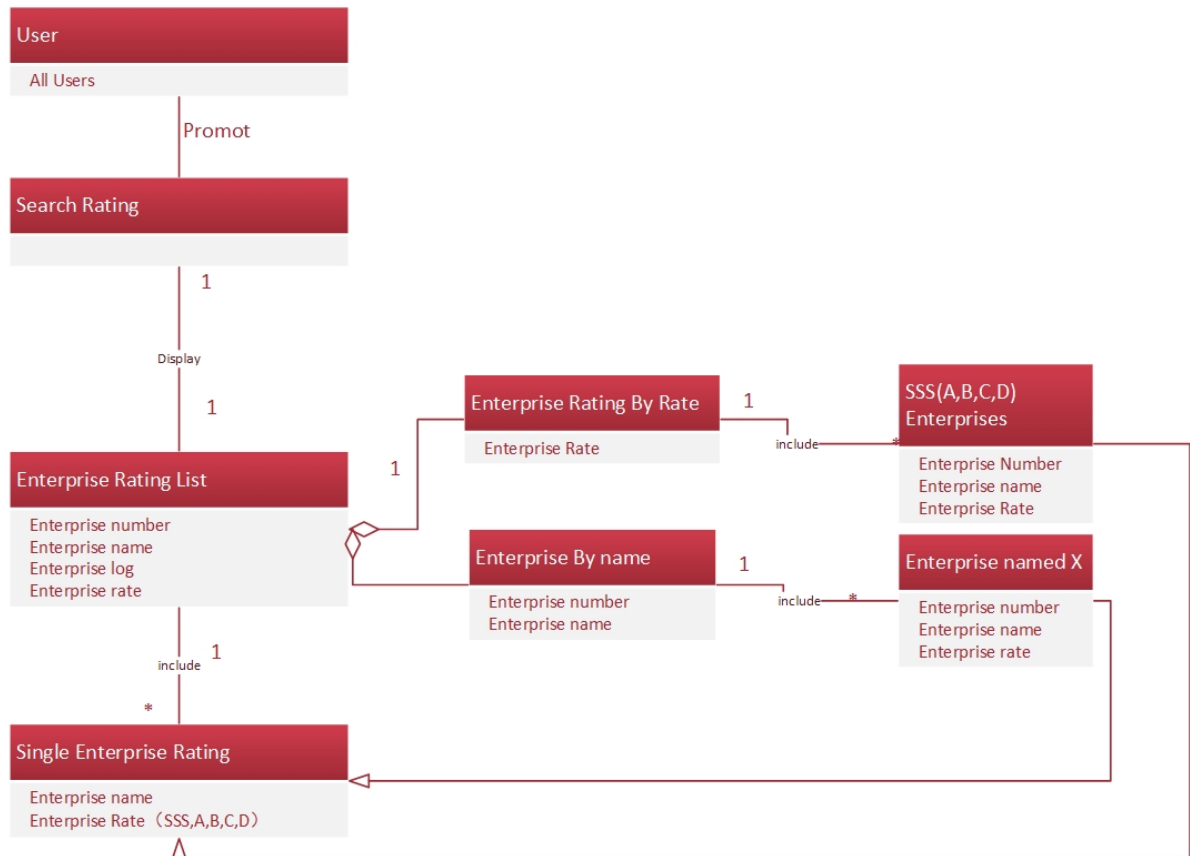 User
All Users
Promot
Search Rating
1
Display
1
Enterprise Rating List
Enterprise number
Enterprise name
Enterprise log
Enterprise rate
1
Enterprise Rating By Rate
Enterprise Rate
1
include
*
SSS(A,B,C,D)
Enterprises
Enterprise Number
Enterprise name
Enterprise Rate
Enterprise By name
Enterprise number
Enterprise name
1
include
*
Enterprise named X
Enterprise number
Enterprise name
Enterprise rate
include
1
*
Single Enterprise Rating
Enterprise name
Enterprise Rate（SSS,A,B,C,D）